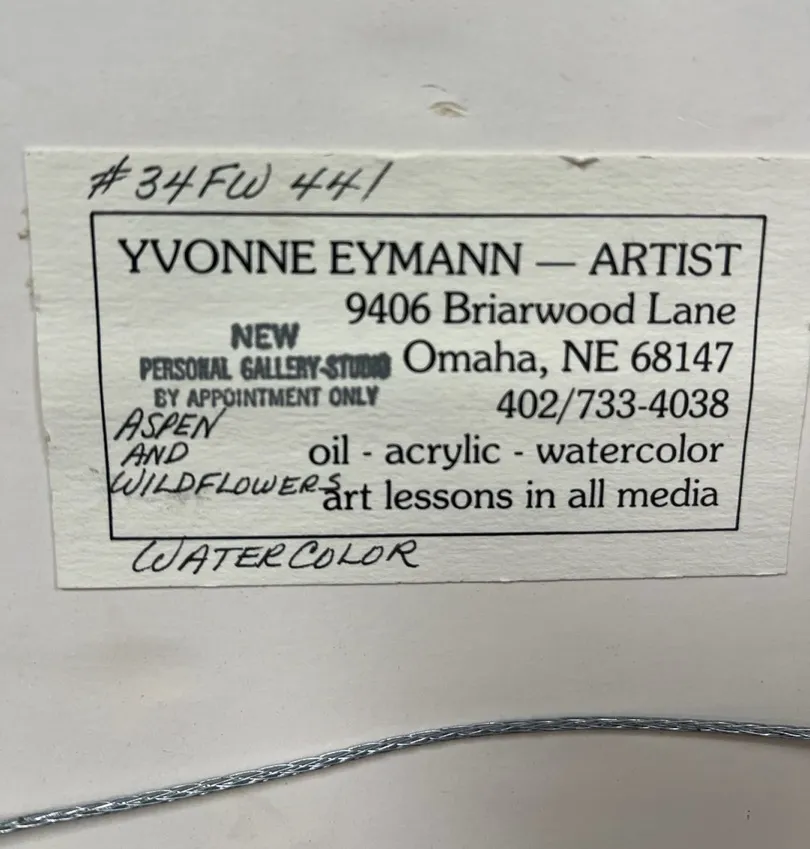 #34FW 441
YVONNE EYMANN — ARTIST
9406 Briarwood Lane
NEW
PERSONAL GALLERY-STUDIO
Omaha, NE 68147
BY APPOINTMENT ONLY
402/733-4038
ASPEN
AND
WILDFLOWERS
oil - acrylic - watercolor
art lessons in all media
WATERCOLOR